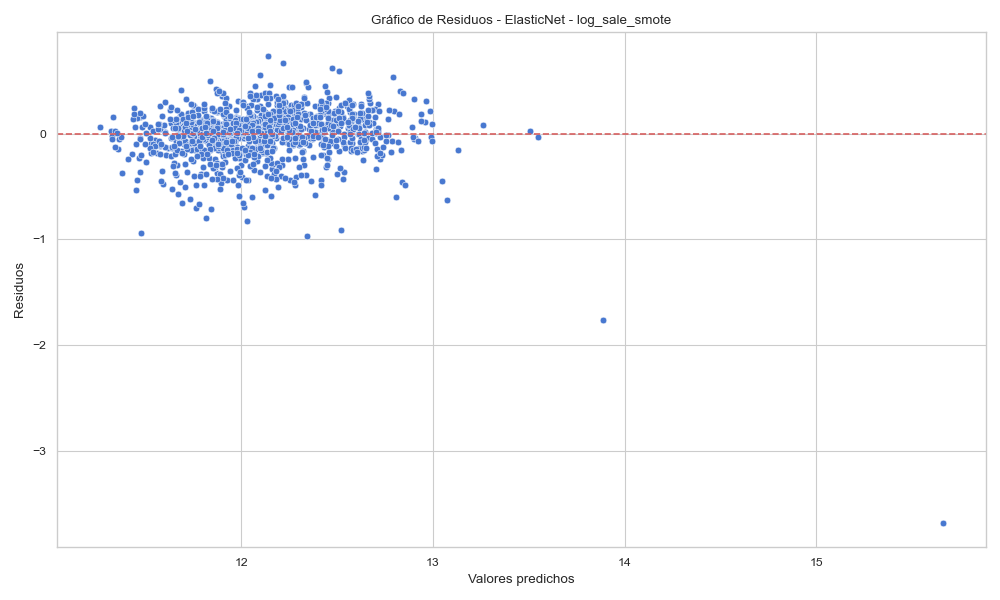 Gráfico de Residuos - ElasticNet - log_sale_smote
Residuos
0
−1
−2
−3
12
13
14
15
Valores predichos